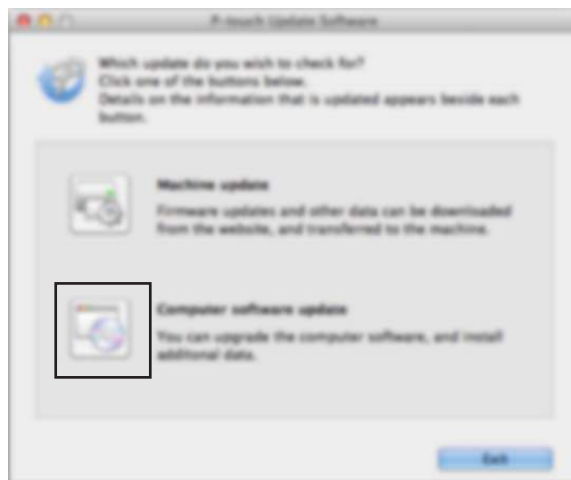 P-touch Update Software
Which update do you wish to check for?
Click one of the buttons below.
Details on the information that is updated appears beside each
button.
Machine update
Firmware updates and other data can be downloaded
from the website, and transferred to the machine.
Computer software update
You can upgrade the computer software, and install
additonal data.
Exit